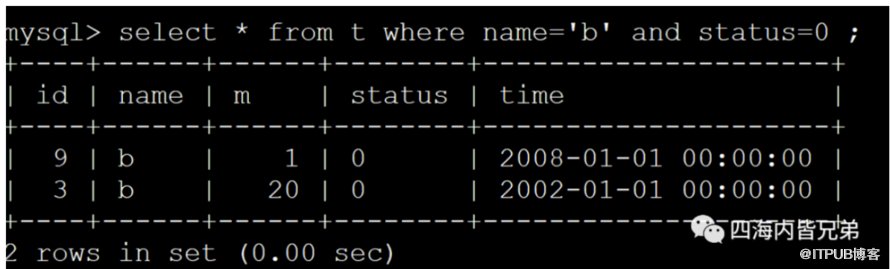 mysql> select * from t where name='b' and status=0 ;
+----+------+------+--------+---------------------+
| id | name | m    | status | time                |
+----+------+------+--------+---------------------+
|  9 | b    |    1 | 0      | 2008-01-01 00:00:00 |
|  3 | b    |   20 | 0      | 2002-01-01 00:00:00 |
+----+------+------+--------+---------------------+
四海内皆兄弟
2 rows in set (0.00 sec)
@ITPUB博客